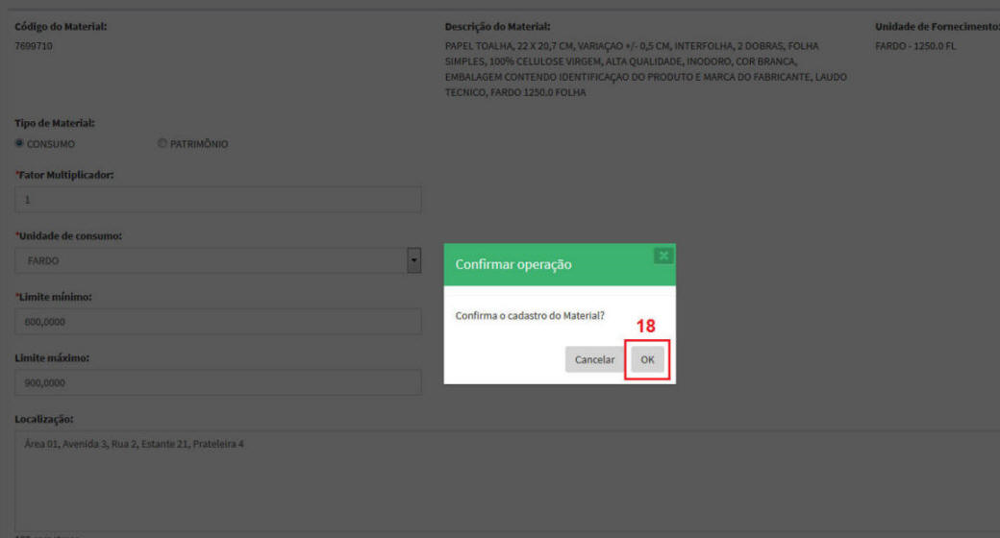 Código do Material:
7699710
Descrição do Material:
PAPEL TOALHA, 22 X 20,7 CM, VARIAÇAO +/- 0,5 CM, INTERFOLHA, 2 DOBRAS, FOLHA
SIMPLES, 100% CELULOSE VIRGEM, ALTA QUALIDADE, INODORO, COR BRANCA,
EMBALAGEM CONTENDO IDENTIFICAÇAO DO PRODUTO E MARCA DO FABRICANTE, LAUDO
TECNICO, FARDO 1250.0 FOLHA
Unidade de Fornecimento:
FARDO - 1250.0 FL
Tipo de Material:
CONSUMO PATRIMÔNIO
*Fator Multiplicador:
1
*Unidade de consumo:
FARDO
*Limite mínimo:
600,0000
Limite máximo:
900,0000
Localização:
Área 01, Avenida 3, Rua 2, Estante 21, Prateleira 4
Confirmar operação
Confirma o cadastro do Material?
18
Cancelar OK